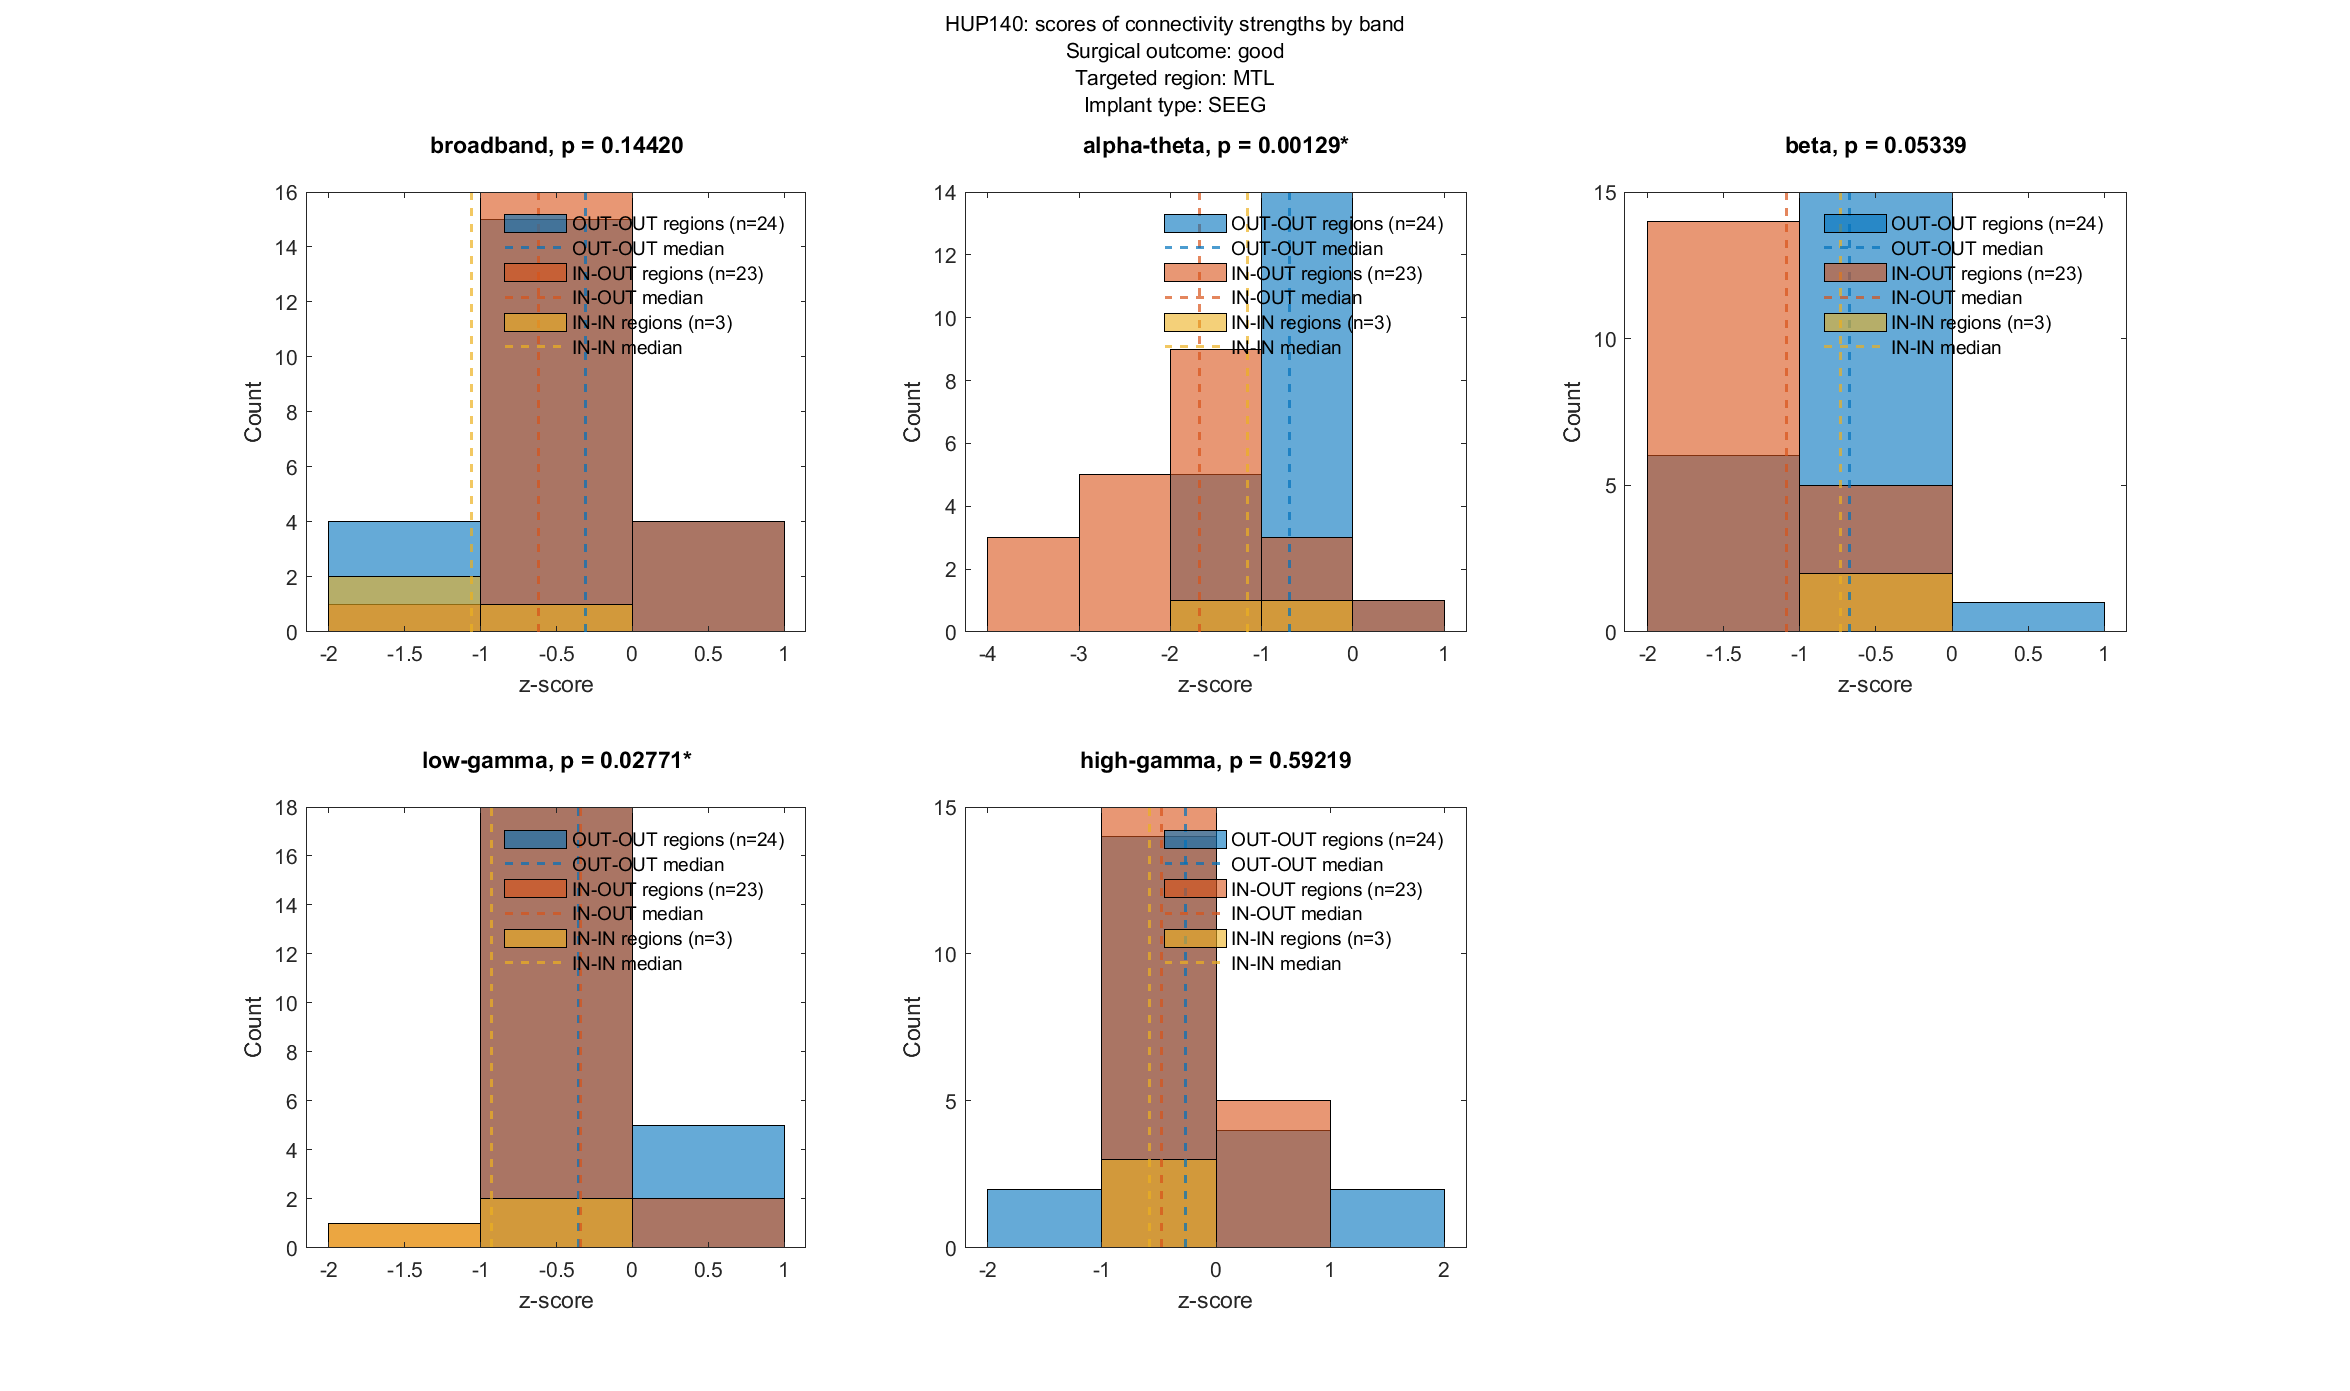 HUP140: scores of connectivity strengths by band
Surgical outcome: good
Targeted region: MTL
Implant type: SEEG
broadband, p = 0.14420
16
14
12
10
8
6
4
2
0
Count
OUT-OUT regions (n=24)
OUT-OUT median
IN-OUT regions (n=23)
IN-OUT median
IN-IN regions (n=3)
IN-IN median
-2 -1.5 -1 -0.5 0 0.5 1
z-score
alpha-theta, p = 0.00129*
14
12
10
8
6
4
2
0
Count
OUT-OUT regions (n=24)
OUT-OUT median
IN-OUT regions (n=23)
IN-OUT median
IN-IN regions (n=3)
IN-IN median
-4 -3 -2 -1 0 1
z-score
beta, p = 0.05339
15
10
5
0
Count
OUT-OUT regions (n=24)
OUT-OUT median
IN-OUT regions (n=23)
IN-OUT median
IN-IN regions (n=3)
IN-IN median
-2 -1.5 -1 -0.5 0 0.5 1
z-score
low-gamma, p = 0.02771*
18
16
14
12
10
8
6
4
2
0
Count
OUT-OUT regions (n=24)
OUT-OUT median
IN-OUT regions (n=23)
IN-OUT median
IN-IN regions (n=3)
IN-IN median
-2 -1.5 -1 -0.5 0 0.5 1
z-score
high-gamma, p = 0.59219
15
10
5
0
Count
OUT-OUT regions (n=24)
OUT-OUT median
IN-OUT regions (n=23)
IN-OUT median
IN-IN regions (n=3)
IN-IN median
-2 -1 0 1 2
z-score